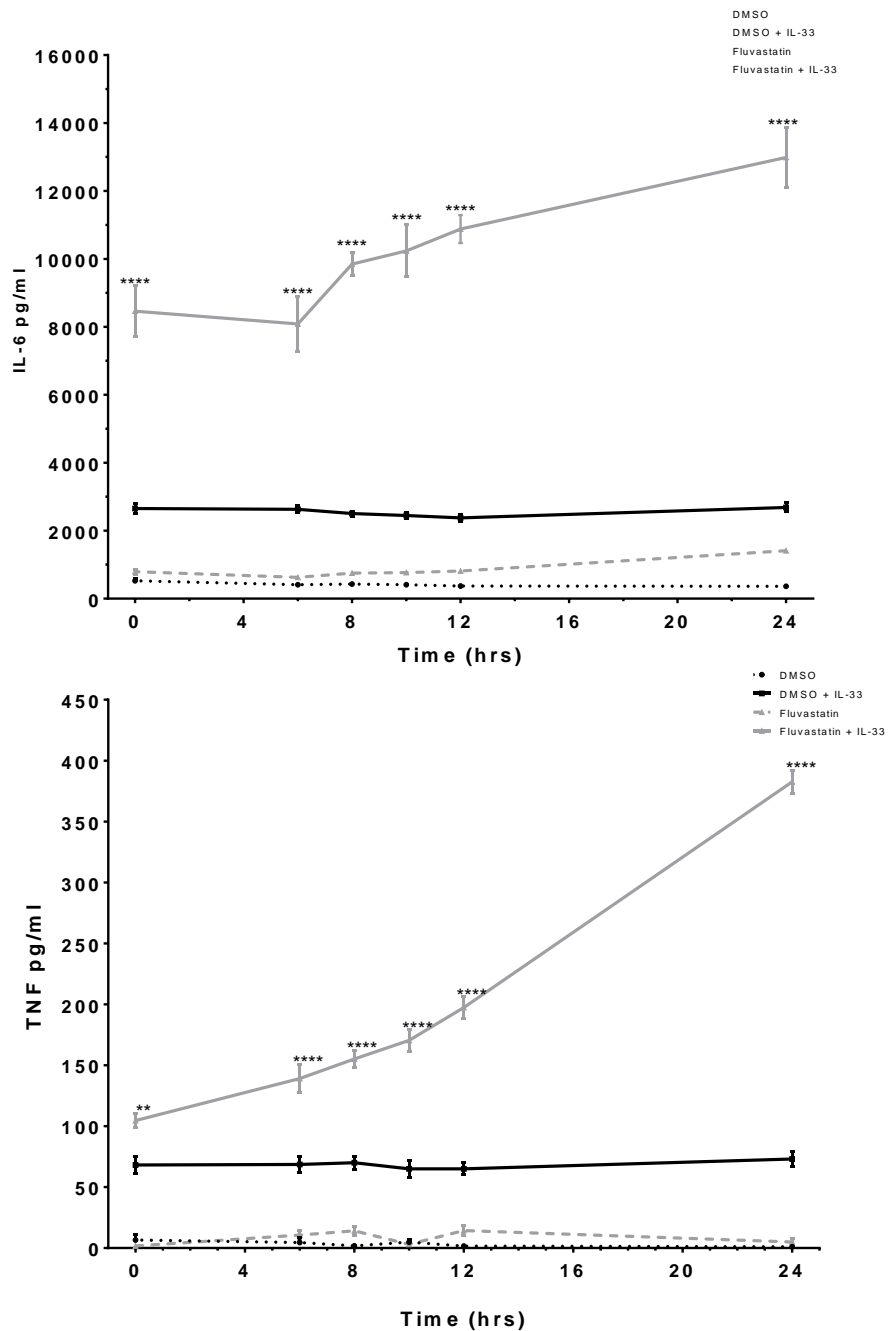 DMSO
DMSO + IL-33
Fluvastatin
Fluvastatin + IL-33
16000
14000
12000
10000
8000
6000
4000
2000
0
IL-6 pg/ml
****
****
****
****
****
****
0 4 8 12 16 20 24
Time (hrs)
DMSO
DMSO + IL-33
Fluvastatin
Fluvastatin + IL-33
450
400
350
300
250
200
150
100
50
0
TNF pg/ml
**
****
****
****
****
****
0 4 8 12 16 20 24
Time (hrs)